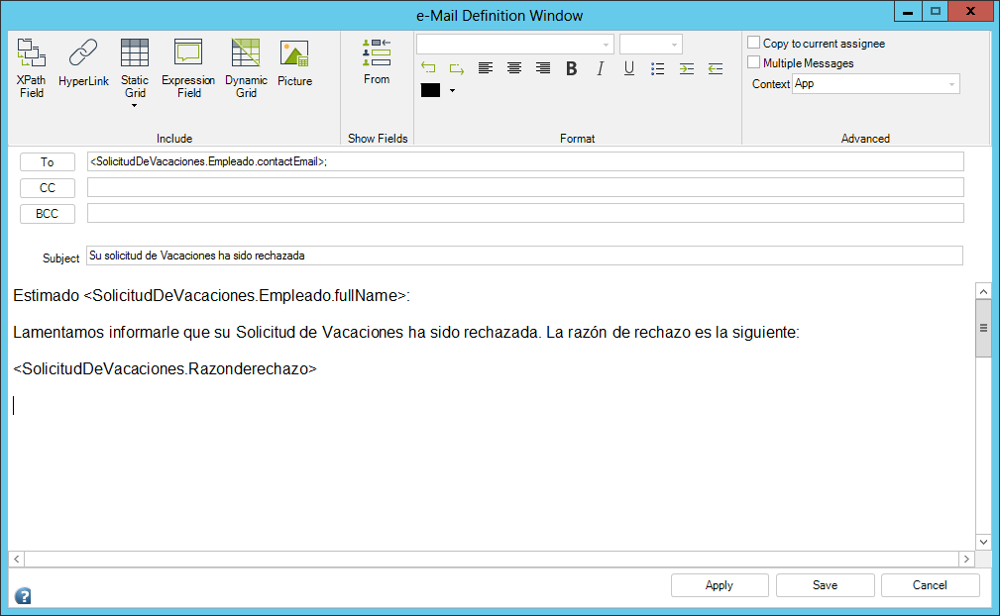 e-Mail Definition Window
XPath Field
HyperLink
Static Grid
Expression Field
Dynamic Grid
Picture
Include
From
Show Fields
B I U
Format
Copy to current assignee
Multiple Messages
Context App
Advanced
To <SolicitudDeVacaciones.Empleado.contactEmail>;
CC
BCC
Subject Su solicitud de Vacaciones ha sido rechazada
Estimado <SolicitudDeVacaciones.Empleado.fullName>:
Lamentamos informarle que su Solicitud de Vacaciones ha sido rechazada. La razón de rechazo es la siguiente:
<SolicitudDeVacaciones.Razonderechazo>
?
Apply Save Cancel